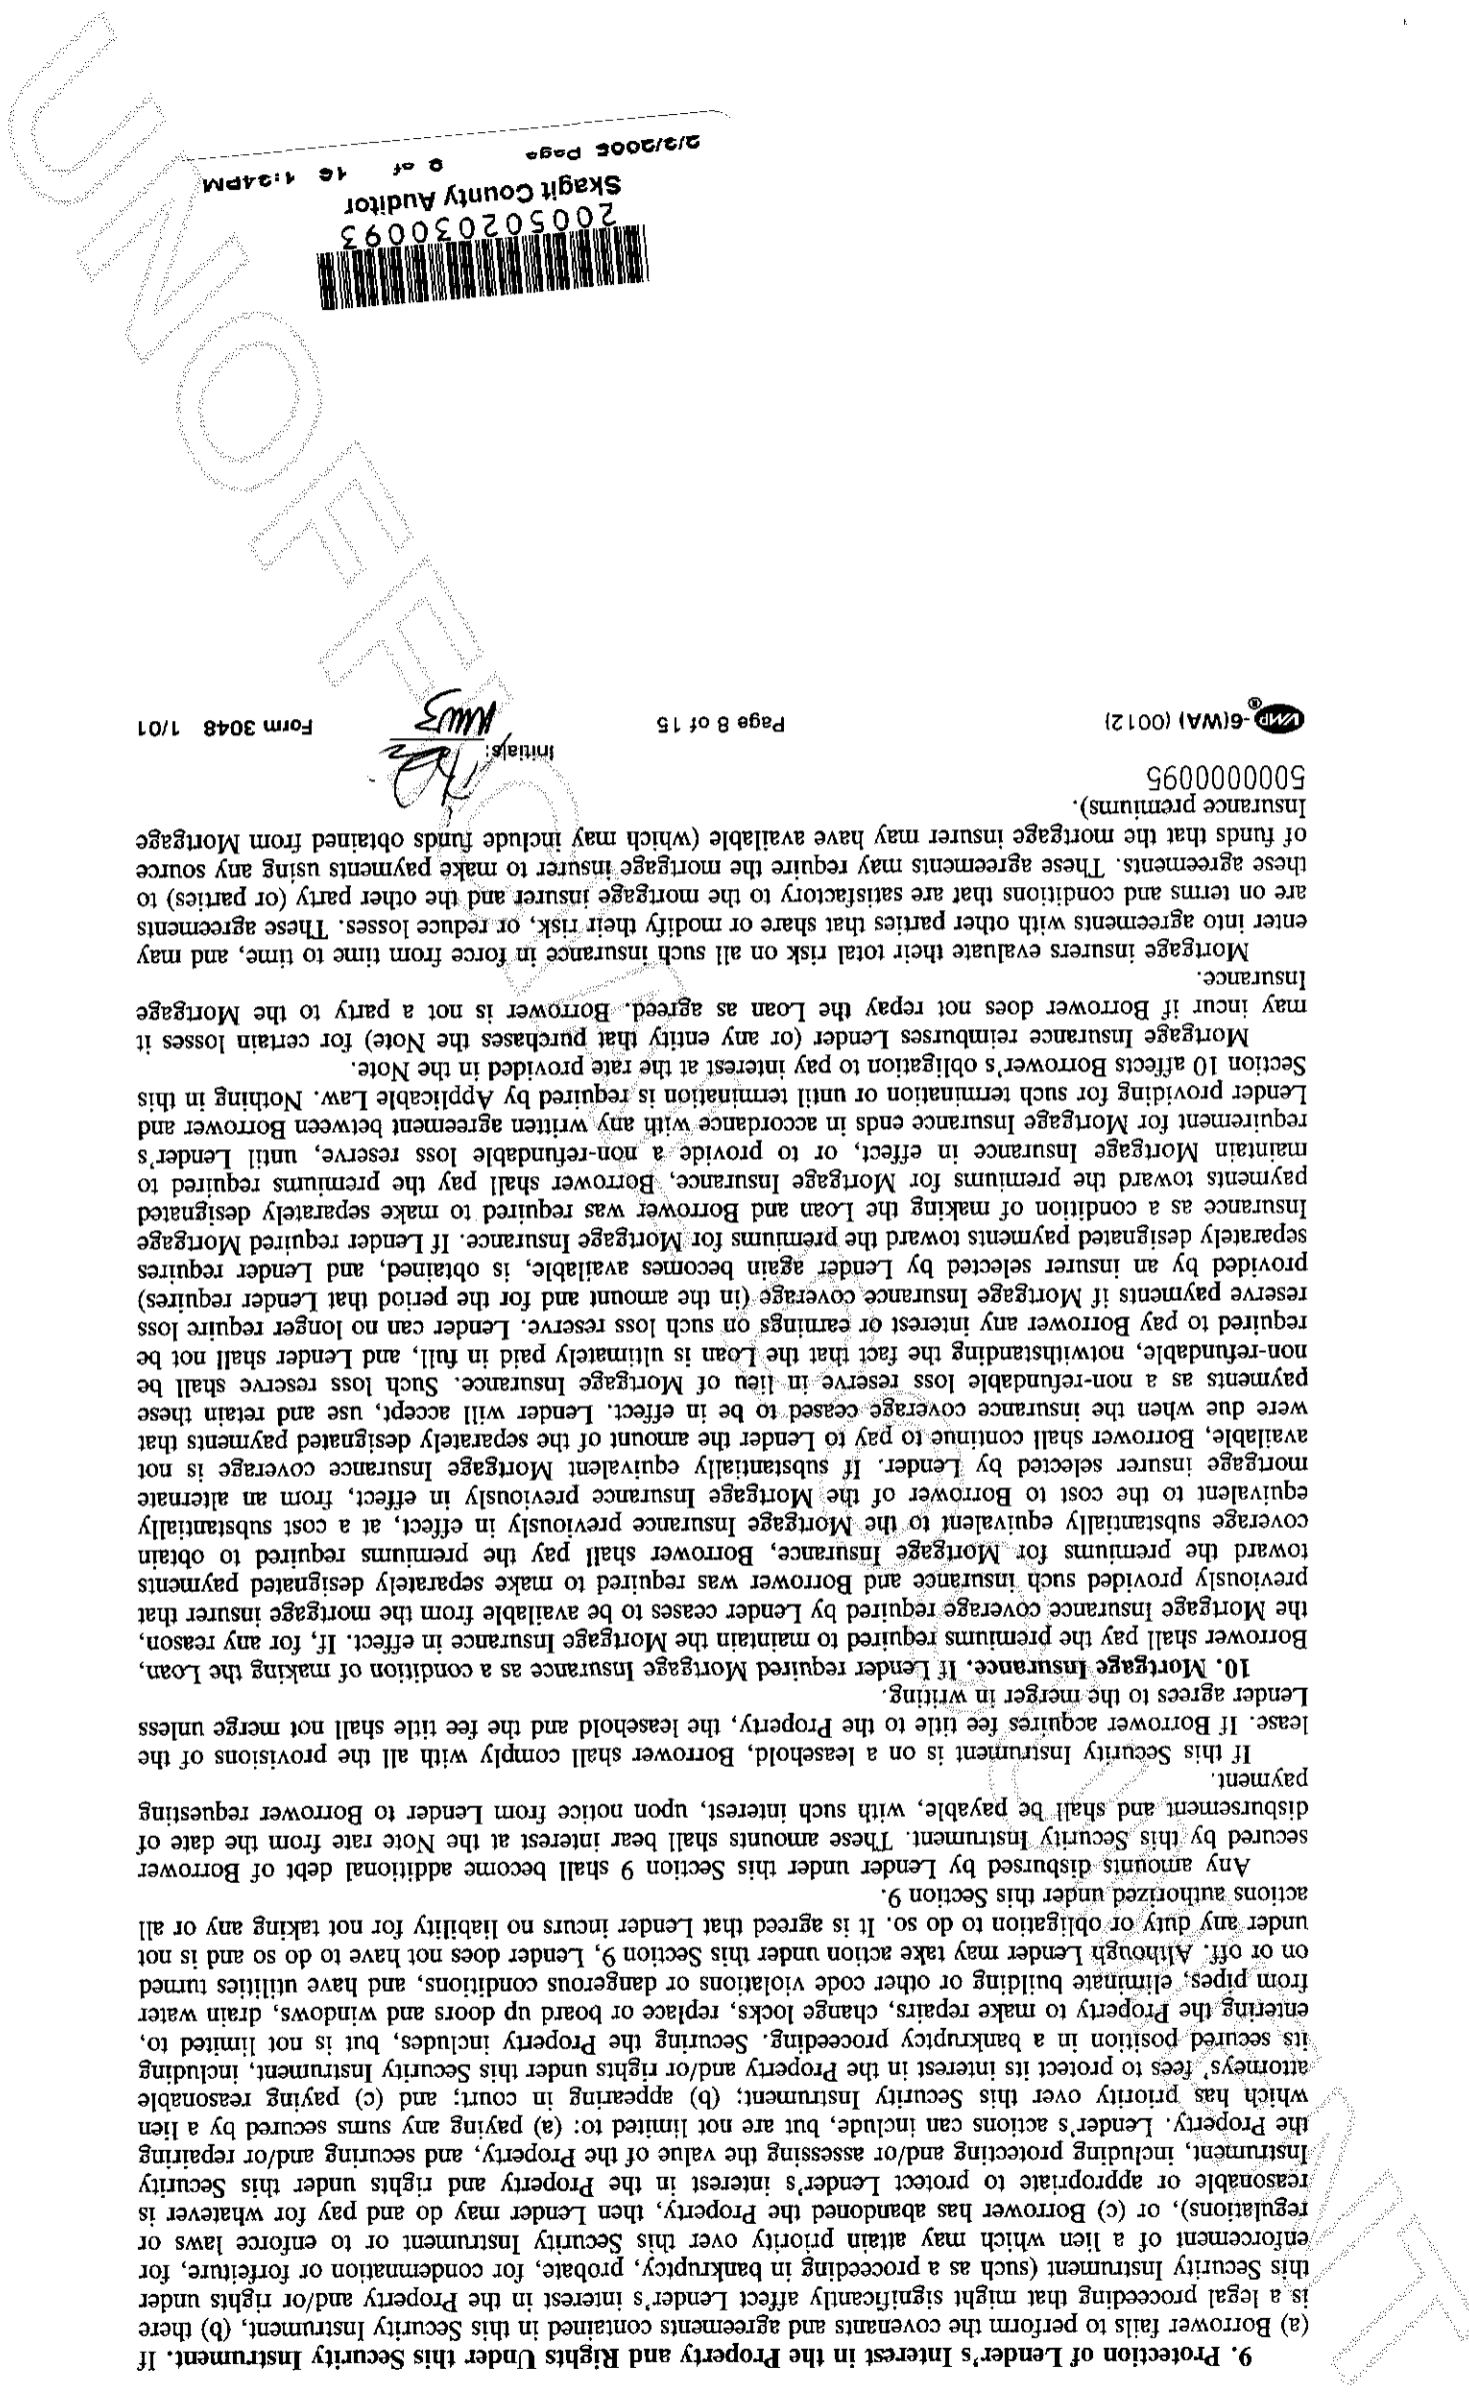 9. Protection of Lender's Interest in the Property and Rights Under this Security Instrument. If
(a) Borrower fails to perform the covenants and agreements contained in this Security Instrument, (b) there
is a legal proceeding that might significantly affect Lender's interest in the Property and/or rights under
this Security Instrument (such as a proceeding in bankruptcy, probate, for condemnation or forfeiture, for
enforcement of a lien which may attain priority over this Security Instrument or to enforce laws or
regulations), or (c) Borrower has abandoned the Property, then Lender may do and pay for whatever is
reasonable or appropriate to protect Lender's interest in the Property and rights under this Security
Instrument, including protecting and/or assessing the value of the Property, and securing and/or repairing
the Property. Lender's actions can include, but are not limited to: (a) paying any sums secured by a lien
which has priority over this Security Instrument; (b) appearing in court; and (c) paying reasonable
attorneys' fees to protect its interest in the Property and/or rights under this Security Instrument, including
its secured position in a bankruptcy proceeding. Securing the Property includes, but is not limited to,
entering the Property to make repairs, change locks, replace or board up doors and windows, drain water
from pipes, eliminate building or other code violations or dangerous conditions, and have utilities turned
on or off. Although Lender may take action under this Section 9, Lender does not have to do so and is not
under any duty or obligation to do so. It is agreed that Lender incurs no liability for not taking any or all
actions authorized under this Section 9.
Any amounts disbursed by Lender under this Section 9 shall become additional debt of Borrower
secured by this Security Instrument. These amounts shall bear interest at the Note rate from the date of
disbursement and shall be payable, with such interest, upon notice from Lender to Borrower requesting
payment.
If this Security Instrument is on a leasehold, Borrower shall comply with all the provisions of the
lease. If Borrower acquires fee title to the Property, the leasehold and the fee title shall not merge unless
Lender agrees to the merger in writing.
10. Mortgage Insurance. If Lender required Mortgage Insurance as a condition of making the Loan,
Borrower shall pay the premiums required to maintain the Mortgage Insurance in effect. If, for any reason,
the Mortgage Insurance coverage required by Lender ceases to be available from the mortgage insurer that
previously provided such insurance and Borrower was required to make separately designated payments
toward the premiums for Mortgage Insurance, Borrower shall pay the premiums required to obtain
coverage substantially equivalent to the Mortgage Insurance previously in effect, at a cost substantially
equivalent to the cost to Borrower of the Mortgage Insurance previously in effect, from an alternate
mortgage insurer selected by Lender. If substantially equivalent Mortgage Insurance coverage is not
available, Borrower shall continue to pay to Lender the amount of the separately designated payments that
were due when the insurance coverage ceased to be in effect. Lender will accept, use and retain these
payments as a non-refundable loss reserve in lieu of Mortgage Insurance. Such loss reserve shall be
non-refundable, notwithstanding the fact that the Loan is ultimately paid in full, and Lender shall not be
required to pay Borrower any interest or earnings on such loss reserve. Lender can no longer require loss
reserve payments if Mortgage Insurance coverage (in the amount and for the period that Lender requires)
provided by an insurer selected by Lender again becomes available, is obtained, and Lender requires
separately designated payments toward the premiums for Mortgage Insurance. If Lender required Mortgage
Insurance as a condition of making the Loan and Borrower was required to make separately designated
payments toward the premiums for Mortgage Insurance, Borrower shall pay the premiums required to
maintain Mortgage Insurance in effect, or to provide a non-refundable loss reserve, until Lender's
requirement for Mortgage Insurance ends in accordance with any written agreement between Borrower and
Lender providing for such termination or until termination is required by Applicable Law. Nothing in this
Section 10 affects Borrower's obligation to pay interest at the rate provided in the Note.
Mortgage Insurance reimburses Lender (or any entity that purchases the Note) for certain losses it
may incur if Borrower does not repay the Loan as agreed. Borrower is not a party to the Mortgage
Insurance.
Mortgage insurers evaluate their total risk on all such insurance in force from time to time, and may
enter into agreements with other parties that share or modify their risk, or reduce losses. These agreements
are on terms and conditions that are satisfactory to the mortgage insurer and the other party (or parties) to
these agreements. These agreements may require the mortgage insurer to make payments using any source
of funds that the mortgage insurer may have available (which may include funds obtained from Mortgage
Insurance premiums).
5000000095
Initials:
VMP®-6(WA) (0012) Page 8 of 15 Form 3048 1/01
200502030093
Skagit County Auditor
2/3/2005 Page 8 of 16 1:34PM
UNOFFICIAL DOCUMENT